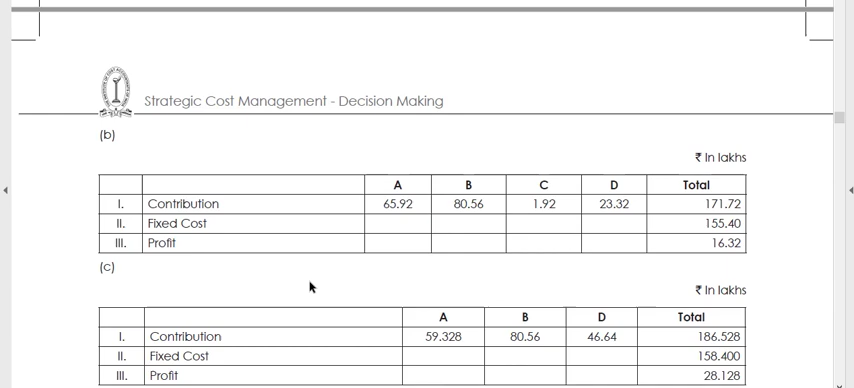 Strategic Cost Management - Decision Making
(b)
₹ In lakhs
A B C D Total
I. Contribution 65.92 80.56 1.92 23.32 171.72
II. Fixed Cost 155.40
III. Profit 16.32
(c)
₹ In lakhs
A B D Total
I. Contribution 59.328 80.56 46.64 186.528
II. Fixed Cost 158.400
III. Profit 28.128